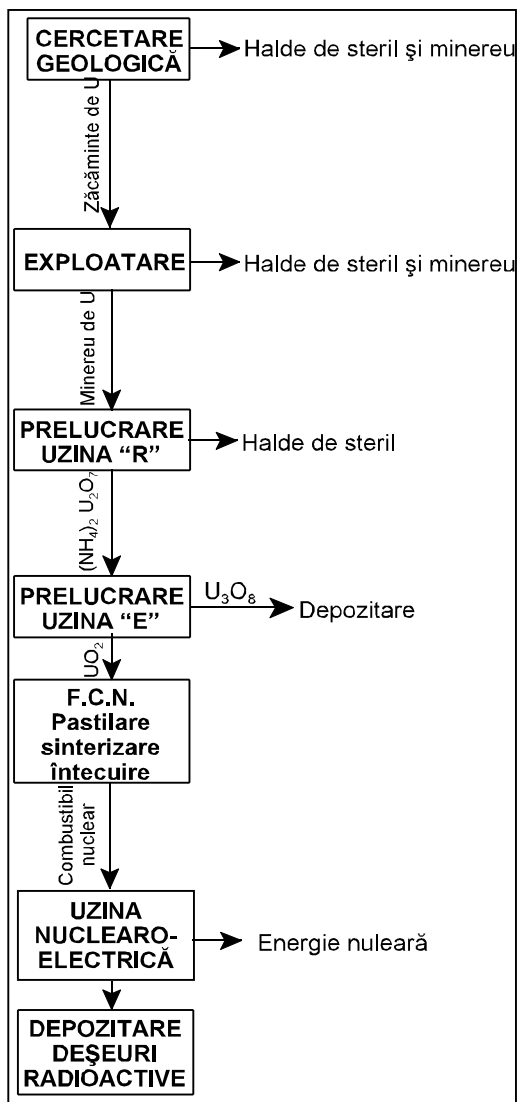 CERCETARE
GEOLOGICĂ
Halde de steril şi minereu
Zăcăminte de U
EXPLOATARE
Halde de steril şi minereu
Minereu de U
PRELUCRARE
UZINA “R”
Halde de steril
(NH₄)₂ U₂O₇
PRELUCRARE
UZINA “E”
U₃O₈
Depozitare
UO₂
F.C.N.
Pastilare
sinterizare
întecuire
Combustibil
nuclear
UZINA
NUCLEARO-
ELECTRICĂ
Energie nuleară
DEPOZITARE
DEŞEURI
RADIOACTIVE